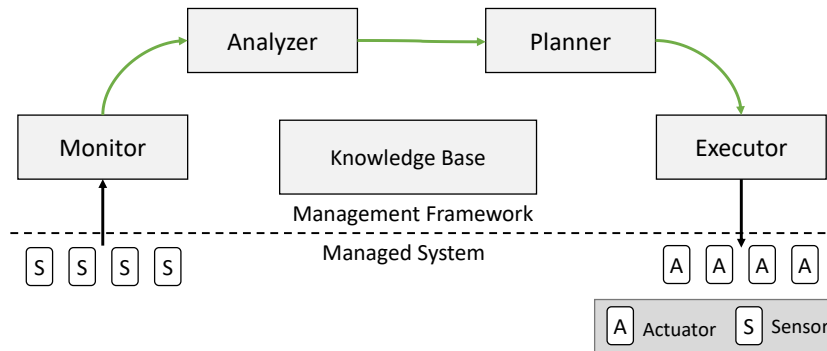 Analyzer
Planner
Monitor
Knowledge Base
Executor
Management Framework
Managed System
S S S S
A A A A
A Actuator S Sensor